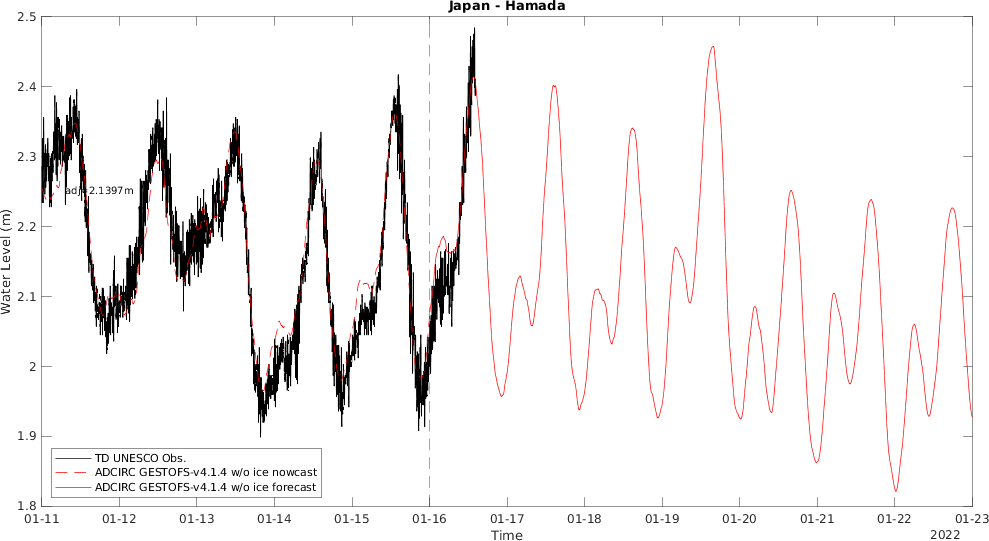 Japan - Hamada
2.5
2.4
2.3
2.2
2.1
2
1.9
1.8
Water Level (m)
adj=2.1397m
TD UNESCO Obs.
ADCIRC GESTOFS-v4.1.4 w/o ice nowcast
ADCIRC GESTOFS-v4.1.4 w/o ice forecast
01-11 01-12 01-13 01-14 01-15 01-16 01-17 01-18 01-19 01-20 01-21 01-22 01-23
Time
2022